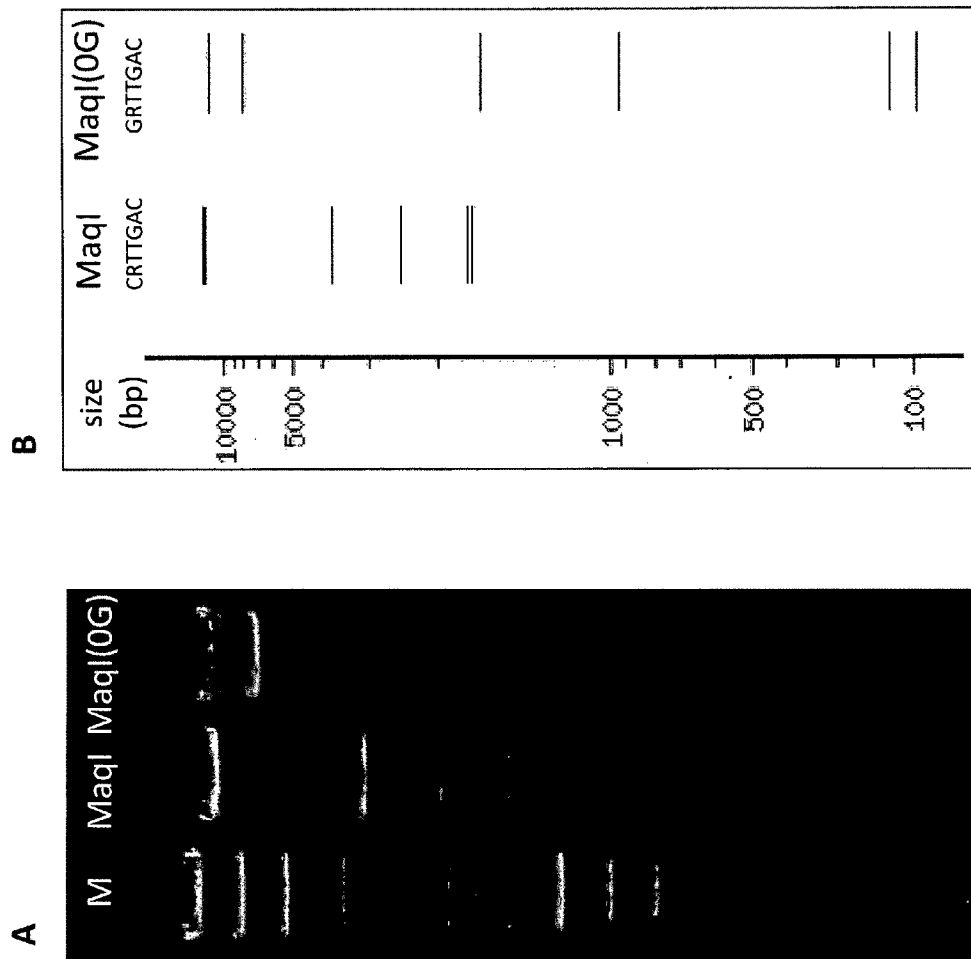 A
M MaqI MaqI(0G)
B
size
(bp)
MaqI MaqI(0G)
CRTTGAC GRTTGAC
10000
5000
1000
500
100